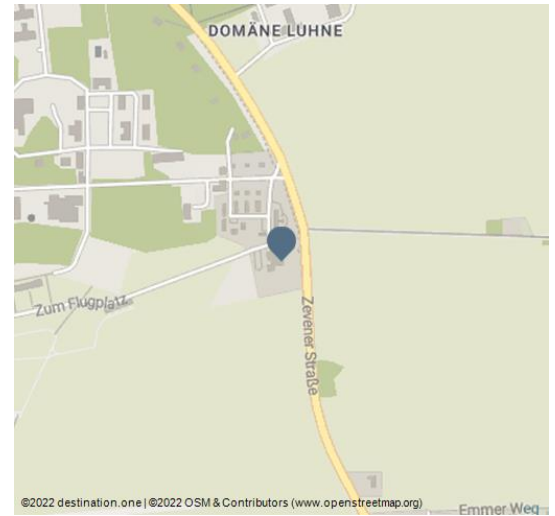 DOMÄNE LUHNE
Zum Flugplatz
Zevener Straße
©2022 destination.one | ©2022 OSM & Contributors (www.openstreetmap.org)
Emmer Weg